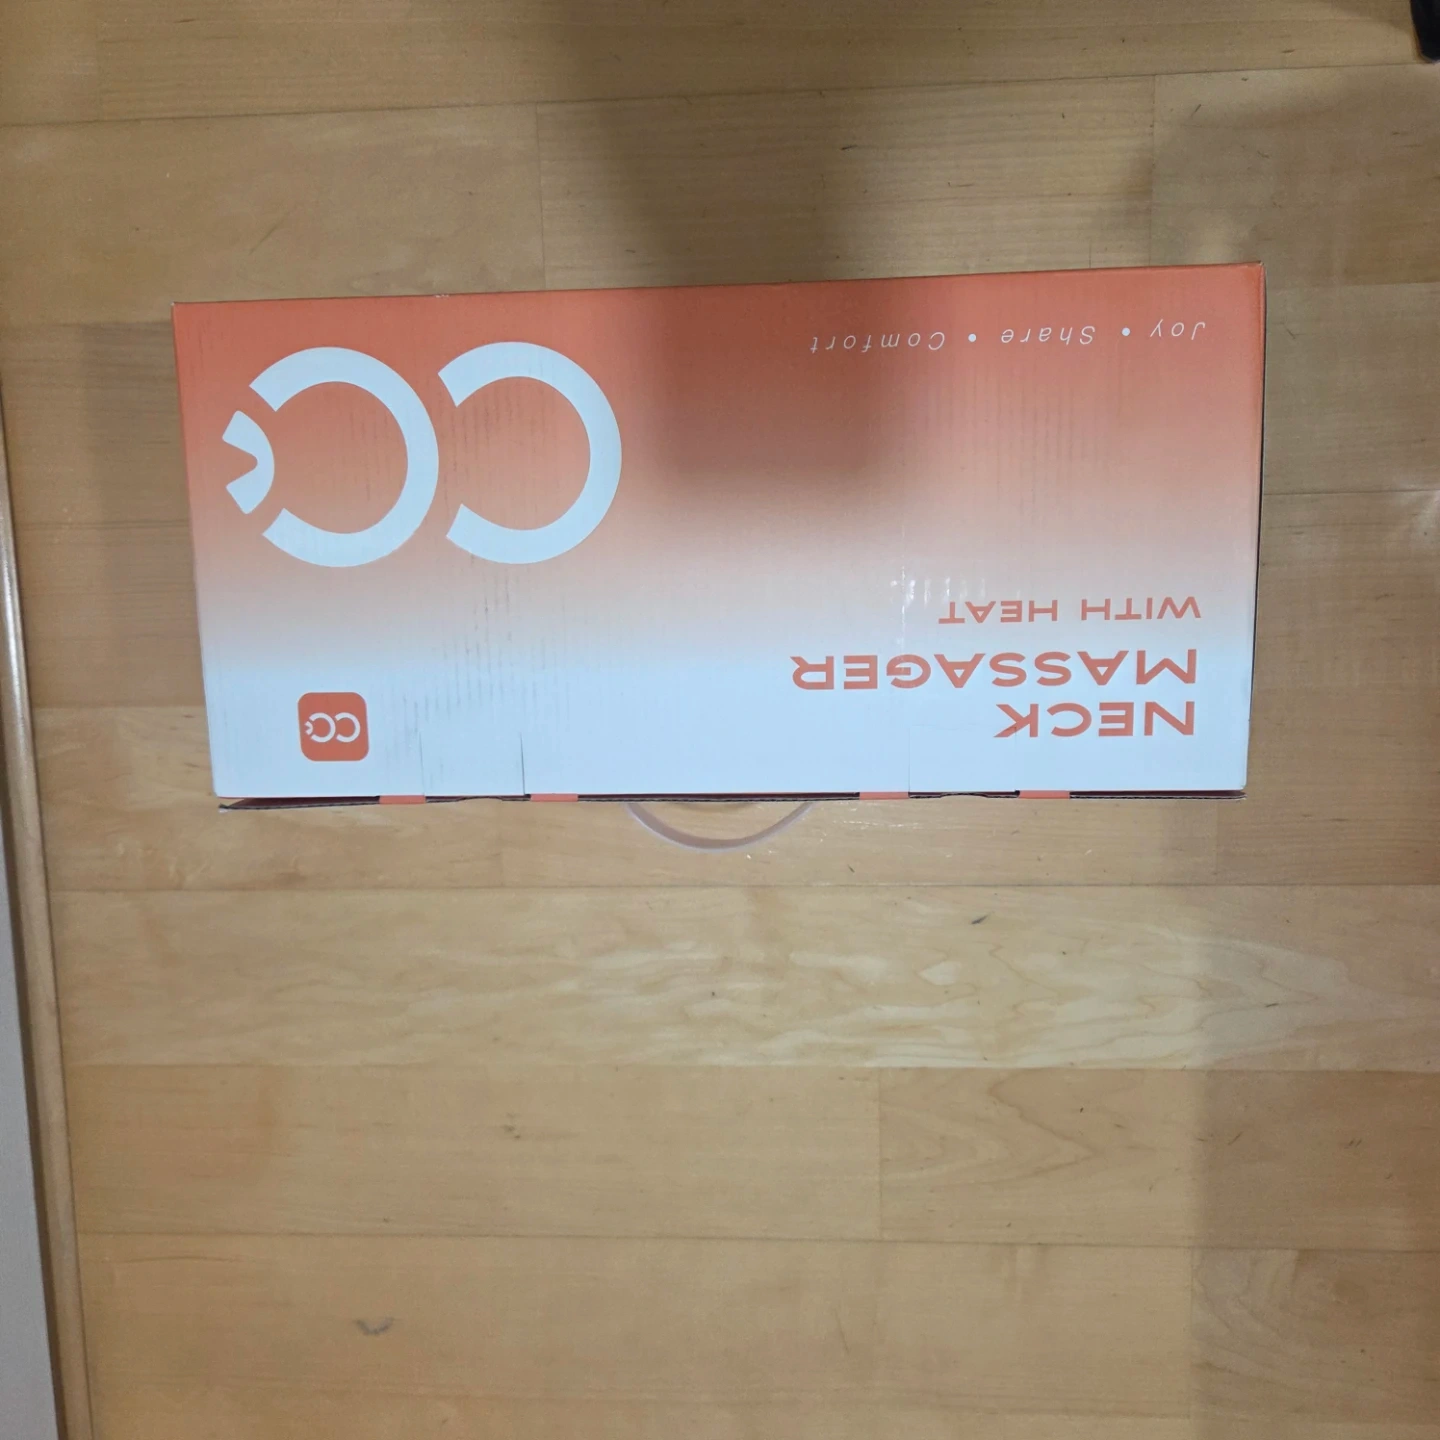 NECK
MASSAGER
WITH HEAT
Joy • Share • Comfort